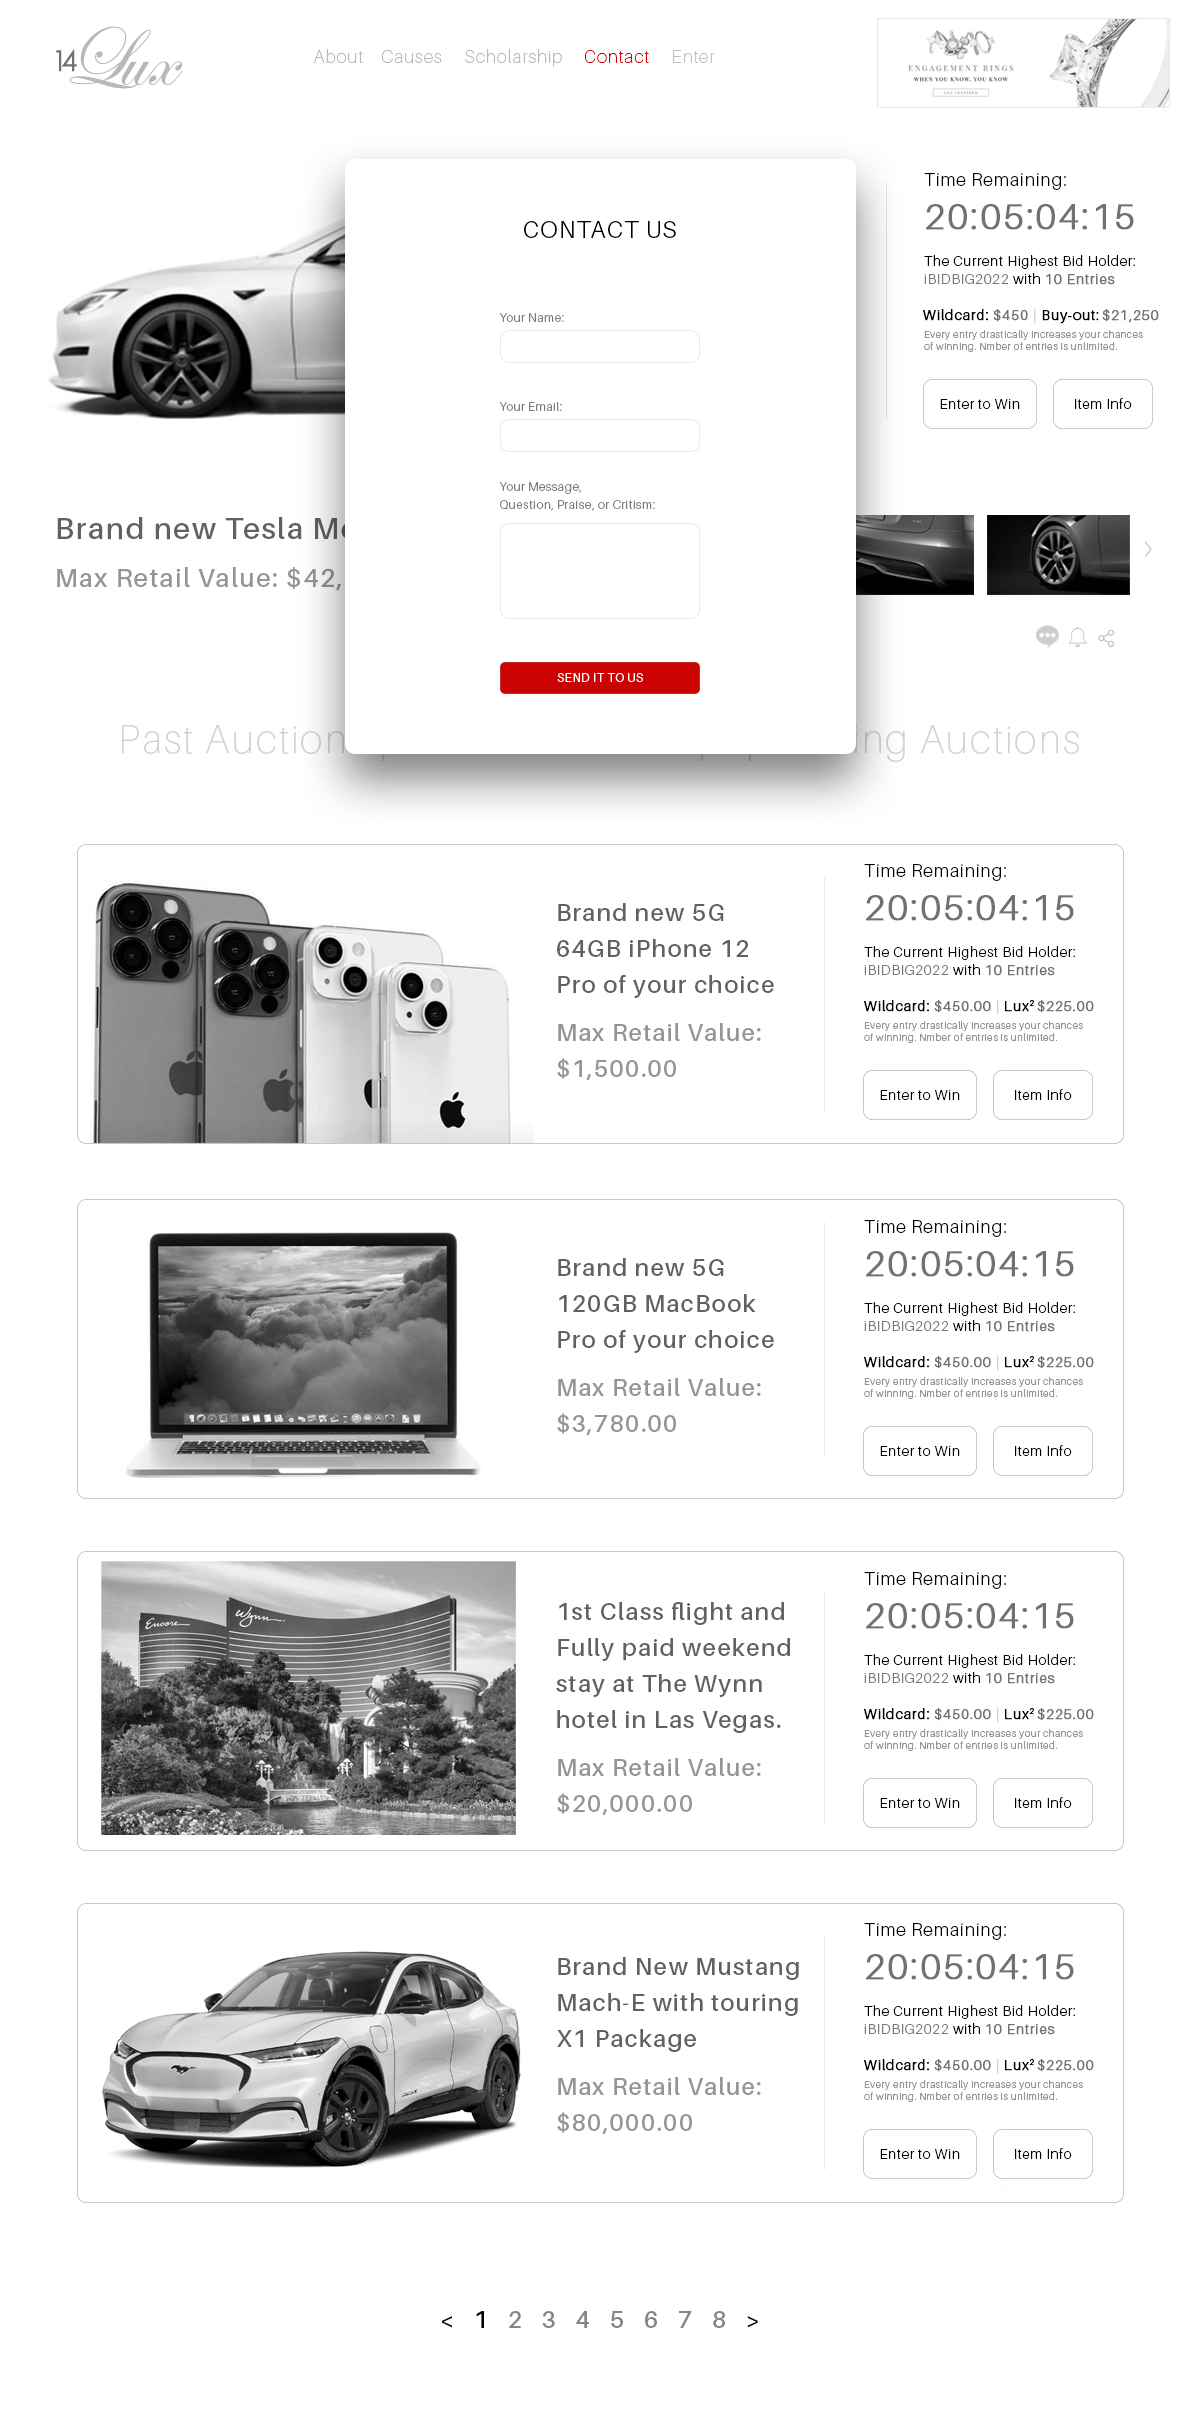 14 Lux
About Causes Scholarship Contact Enter
ENGAGEMENT RINGS
WHEN YOU KNOW, YOU KNOW
GET INSPIRED
CONTACT US
Your Name:
Your Email:
Your Message,
Question, Praise, or Critism:
SEND IT TO US
Time Remaining:
20:05:04:15
The Current Highest Bid Holder:
iBIDBIG2022 with 10 Entries
Wildcard: $450 | Buy-out: $21,250
Every entry drastically increases your chances
of winning. Nmber of entries is unlimited.
Enter to Win
Item Info
Brand new Tesla M
Max Retail Value: $42,
Past Auction
ng Auctions
Brand new 5G
64GB iPhone 12
Pro of your choice
Max Retail Value:
$1,500.00
Time Remaining:
20:05:04:15
The Current Highest Bid Holder:
iBIDBIG2022 with 10 Entries
Wildcard: $450.00 | Lux² $225.00
Every entry drastically increases your chances
of winning. Nmber of entries is unlimited.
Enter to Win
Item Info
Brand new 5G
120GB MacBook
Pro of your choice
Max Retail Value:
$3,780.00
Time Remaining:
20:05:04:15
The Current Highest Bid Holder:
iBIDBIG2022 with 10 Entries
Wildcard: $450.00 | Lux² $225.00
Every entry drastically increases your chances
of winning. Nmber of entries is unlimited.
Enter to Win
Item Info
Encore
Wynn
1st Class flight and
Fully paid weekend
stay at The Wynn
hotel in Las Vegas.
Max Retail Value:
$20,000.00
Time Remaining:
20:05:04:15
The Current Highest Bid Holder:
iBIDBIG2022 with 10 Entries
Wildcard: $450.00 | Lux² $225.00
Every entry drastically increases your chances
of winning. Nmber of entries is unlimited.
Enter to Win
Item Info
Brand New Mustang
Mach-E with touring
X1 Package
Max Retail Value:
$80,000.00
Time Remaining:
20:05:04:15
The Current Highest Bid Holder:
iBIDBIG2022 with 10 Entries
Wildcard: $450.00 | Lux² $225.00
Every entry drastically increases your chances
of winning. Nmber of entries is unlimited.
Enter to Win
Item Info
< 1 2 3 4 5 6 7 8 >